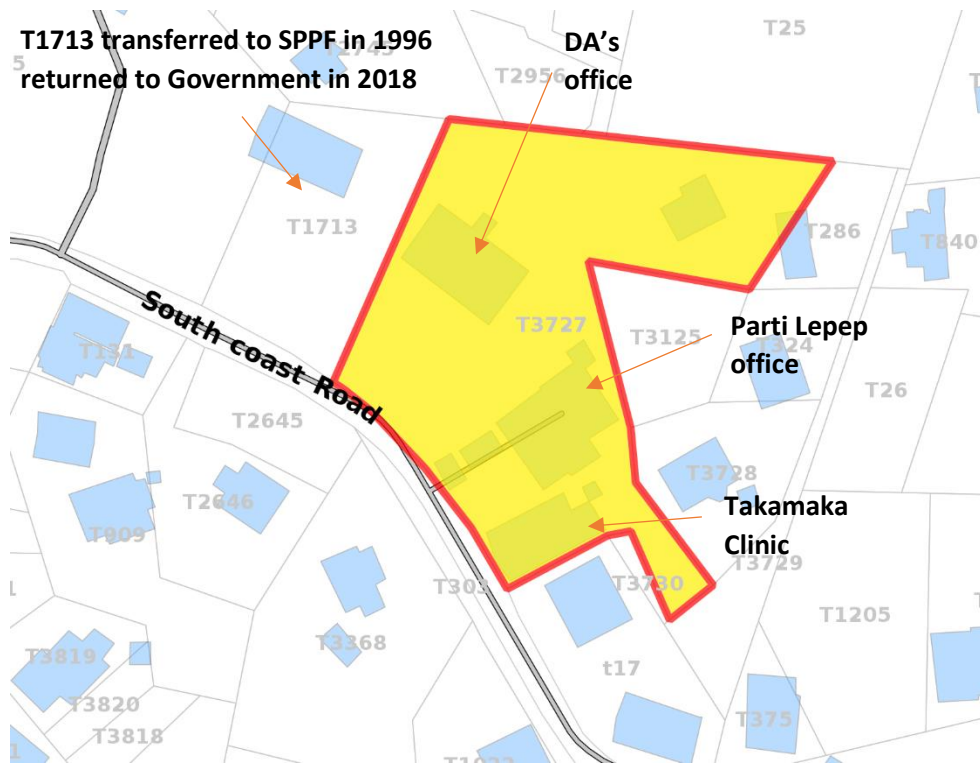 T1713 transferred to SPPF in 1996
returned to Government in 2018
DA's
office
T25
T2956
T1713
T286
T840
South coast Road
T3727
T3125
Parti Lepep
office
T324
T131
T26
T2645
T3728
T2646
Takamaka
Clinic
T909
T3729
T303
T3730
T1205
T3368
T3819
t17
T3820
T375
T3818